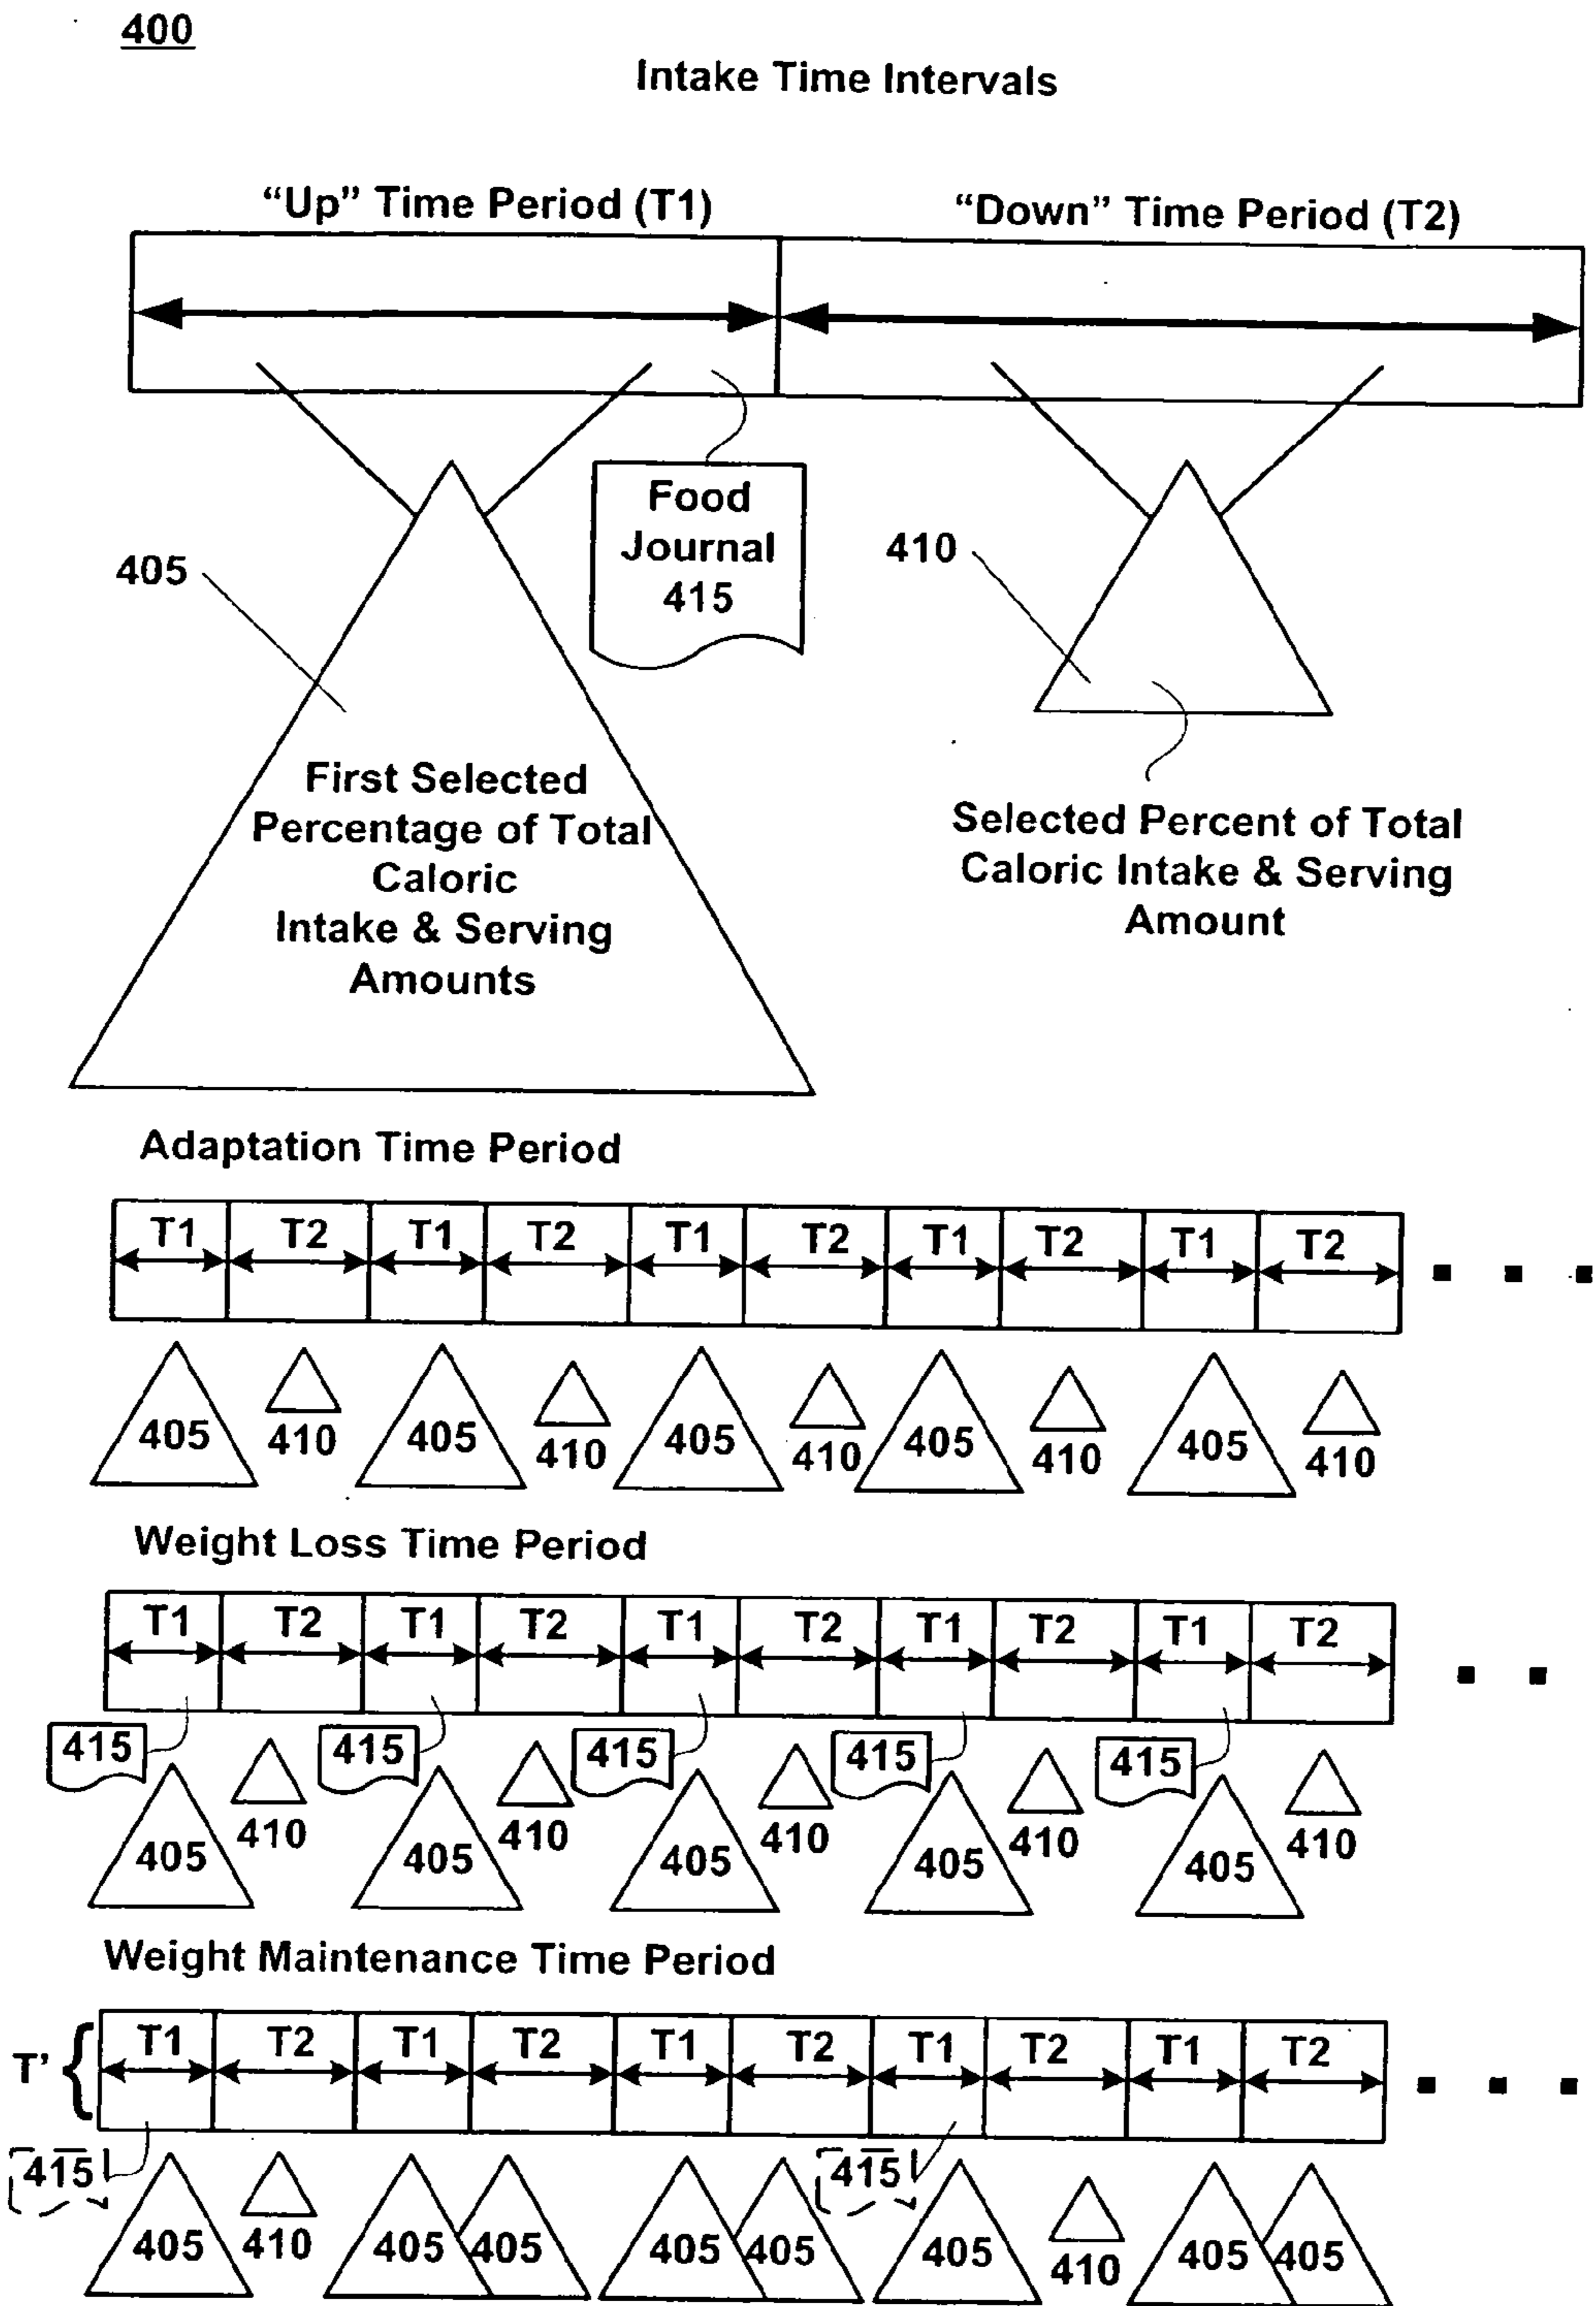 400
Intake Time Intervals
“Up” Time Period (T1)
“Down” Time Period (T2)
Food
Journal
415
405
410
First Selected
Percentage of Total
Caloric
Intake & Serving
Amounts
Selected Percent of Total
Caloric Intake & Serving
Amount
Adaptation Time Period
T1 T2 T1 T2 T1 T2 T1 T2 T1 T2
405 410 405 410 405 410 405 410 405 410
Weight Loss Time Period
T1 T2 T1 T2 T1 T2 T1 T2 T1 T2
415 415 415 415 415
405 410 405 410 405 410 405 410 405 410
Weight Maintenance Time Period
T' { T1 T2 T1 T2 T1 T2 T1 T2 T1 T2
415 415
405 410 405 405 405 405 405 410 405 405